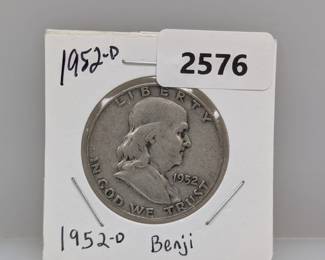 1952-D
2576
LIBERTY
1952
IN GOD WE TRUST
1952-D Benji